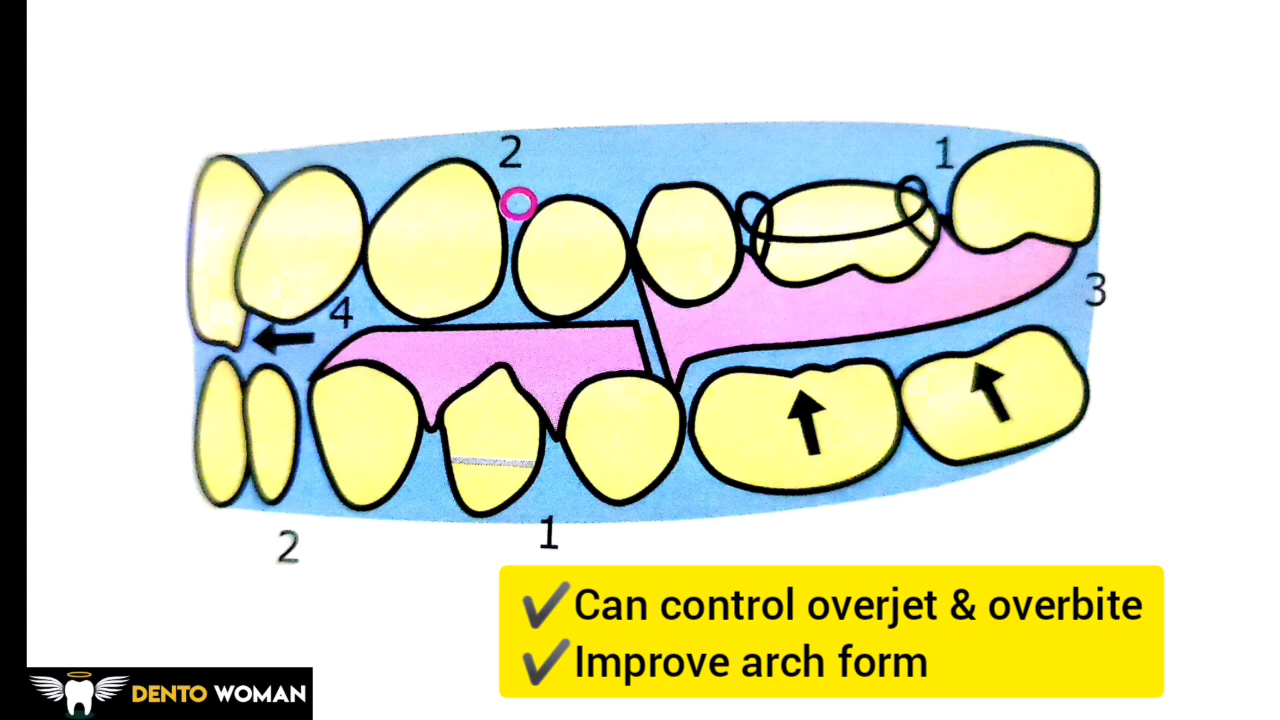 2
1
4
3
2
1
✔Can control overjet & overbite
✔Improve arch form
DENTO WOMAN